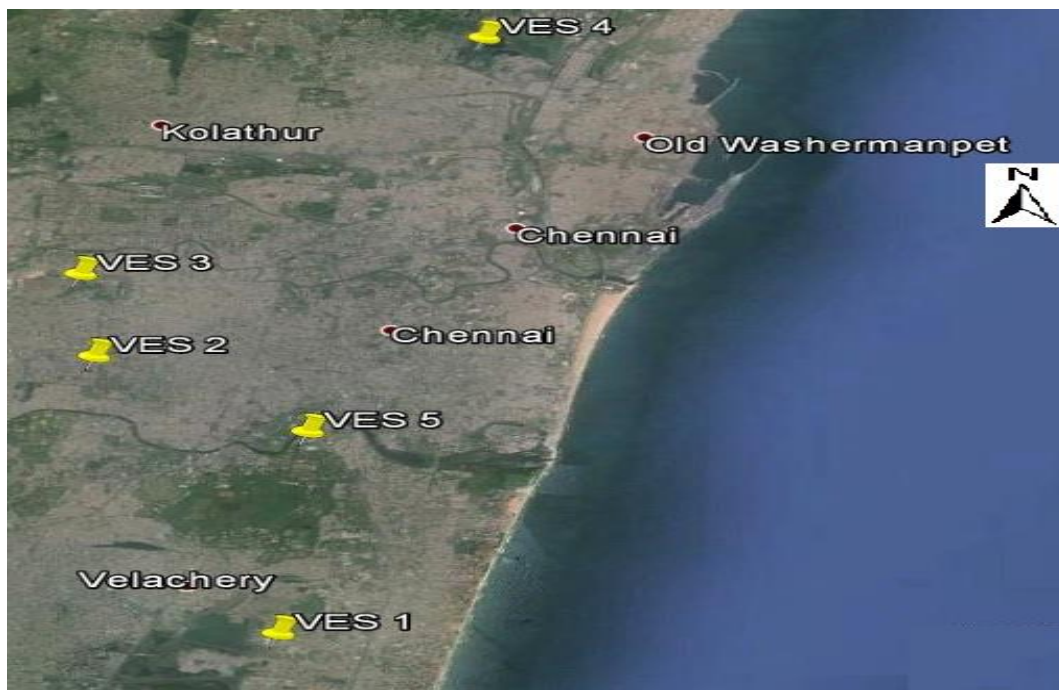 VES 4
Kolathur
Old Washermanpet
N
Chennai
VES 3
Chennai
VES 2
VES 5
Velachery
VES 1